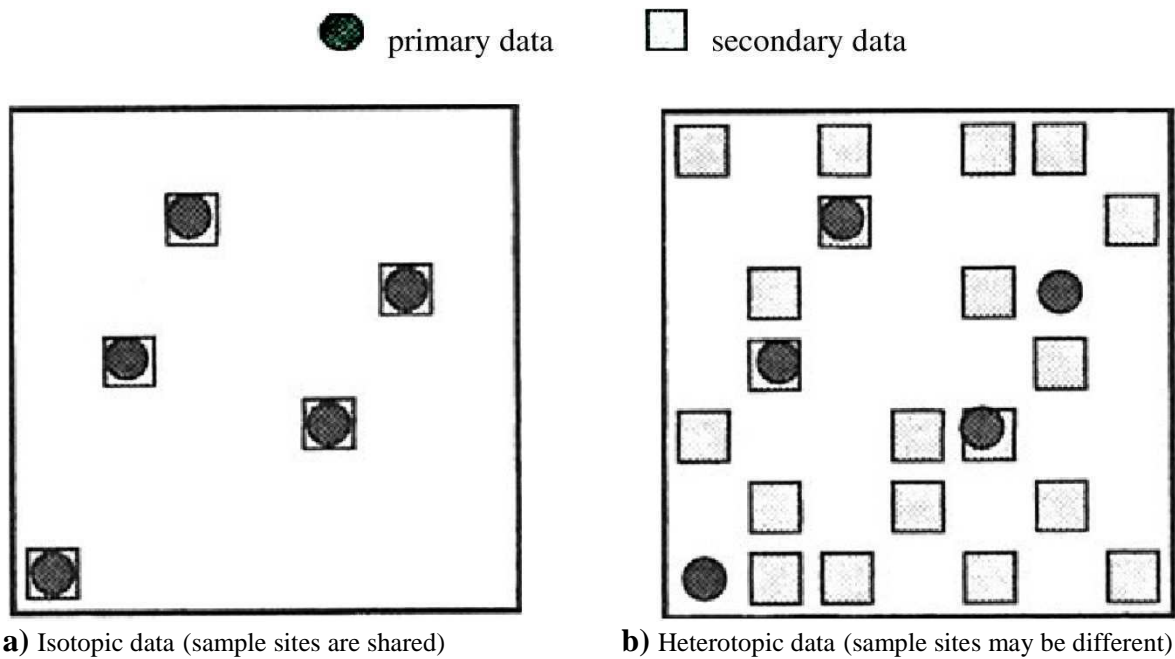 primary data secondary data
a) Isotopic data (sample sites are shared) b) Heterotopic data (sample sites may be different)